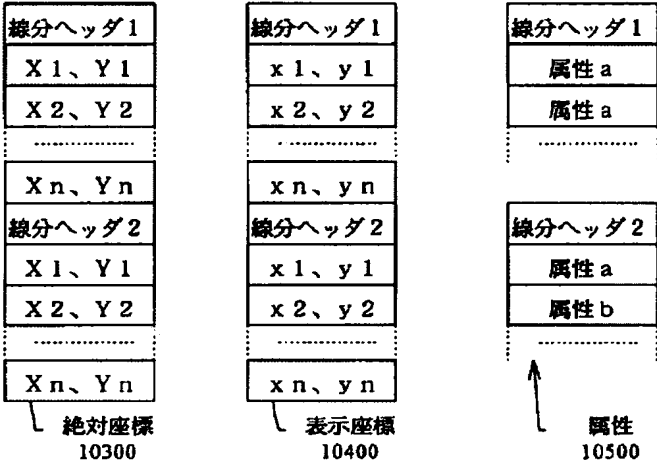 線分ヘッダ1
X1、Y1
X2、Y2
..............
Xn、Yn
線分ヘッダ2
X1、Y1
X2、Y2
..............
Xn、Yn
絶対座標
10300
線分ヘッダ1
x1、y1
x2、y2
..............
xn、yn
線分ヘッダ2
x1、y1
x2、y2
..............
xn、yn
表示座標
10400
線分ヘッダ1
属性a
属性a
..............
線分ヘッダ2
属性a
属性b
..............
属性
10500